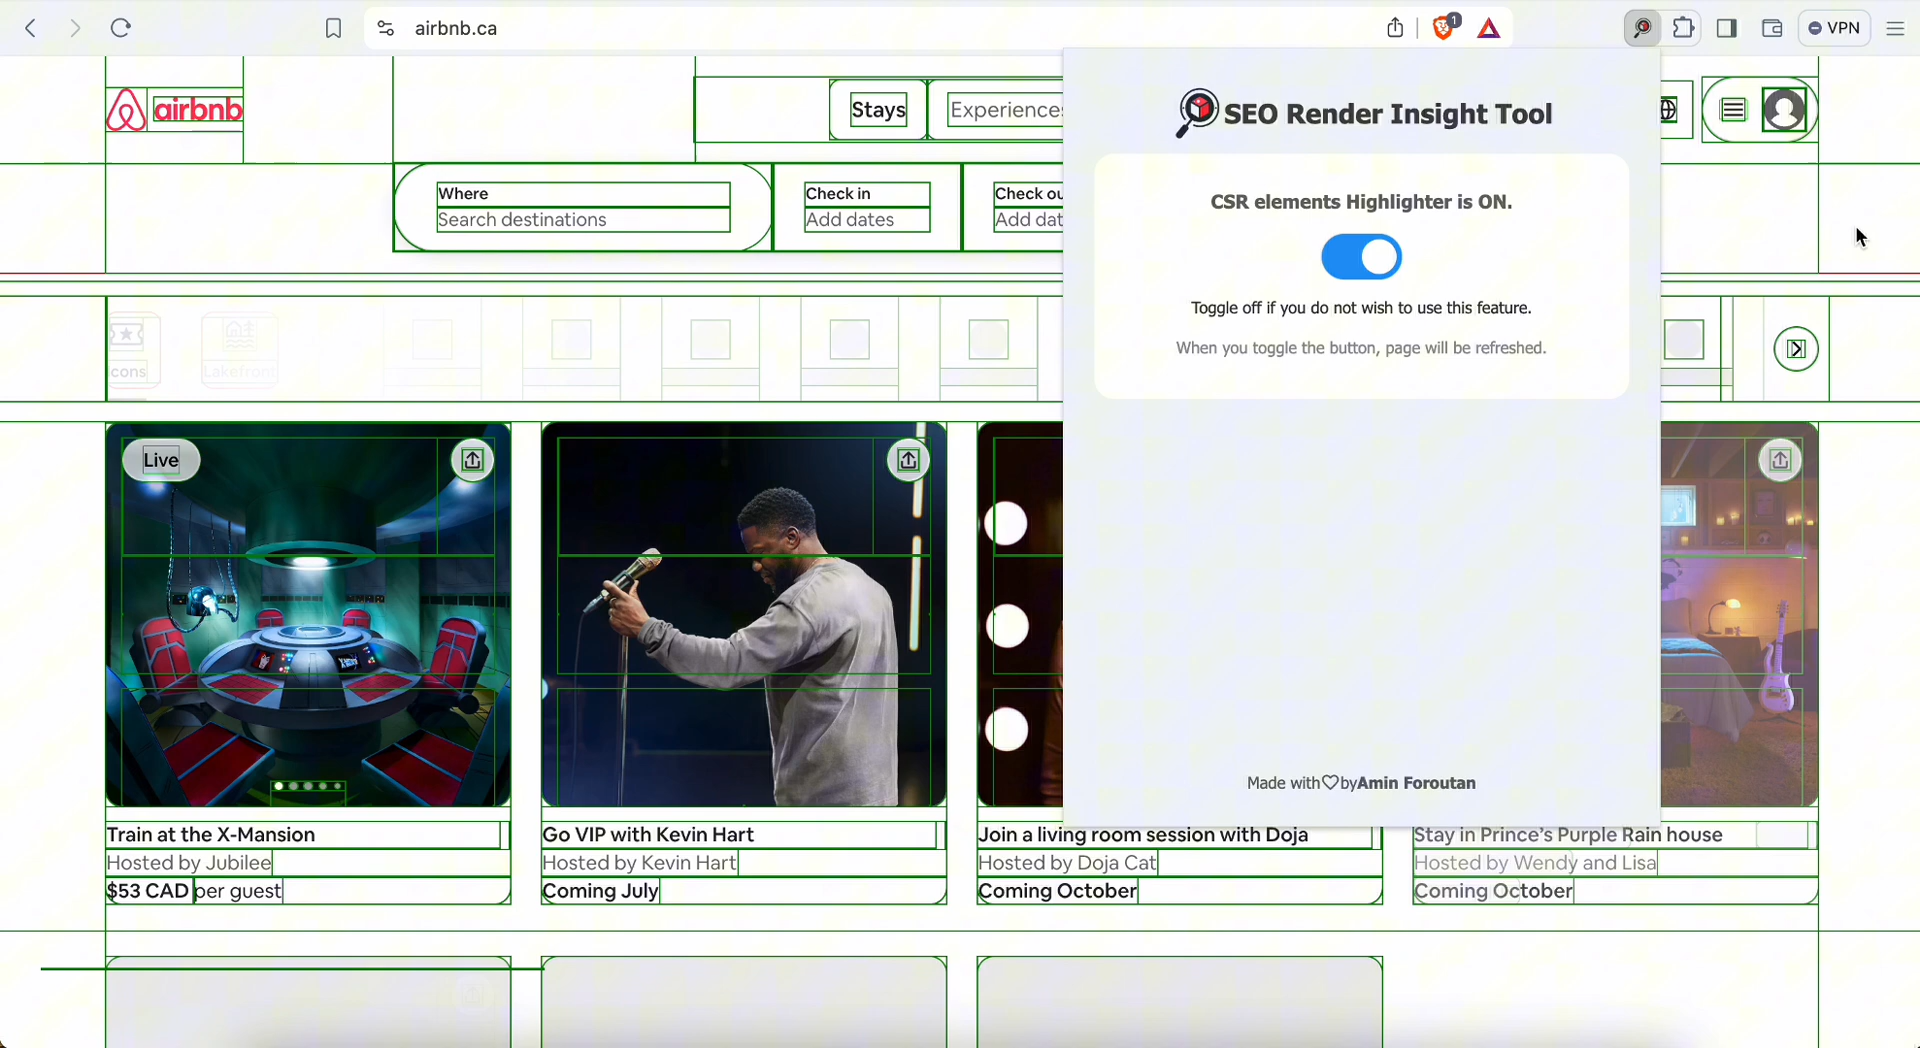 airbnb.ca
1
VPN
airbnb
Stays
Experiences
SEO Render Insight Tool
Where
Search destinations
Check in
Add dates
Check ou
Add dat
CSR elements Highlighter is ON.
Toggle off if you do not wish to use this feature.
When you toggle the button, page will be refreshed.
cons
Lakefront
Live
Made with♡byAmin Foroutan
Train at the X-Mansion
Hosted by Jubilee
$53 CAD per guest
Go VIP with Kevin Hart
Hosted by Kevin Hart
Coming July
Join a living room session with Doja
Hosted by Doja Cat
Coming October
Stay in Prince’s Purple Rain house
Hosted by Wendy and Lisa
Coming October